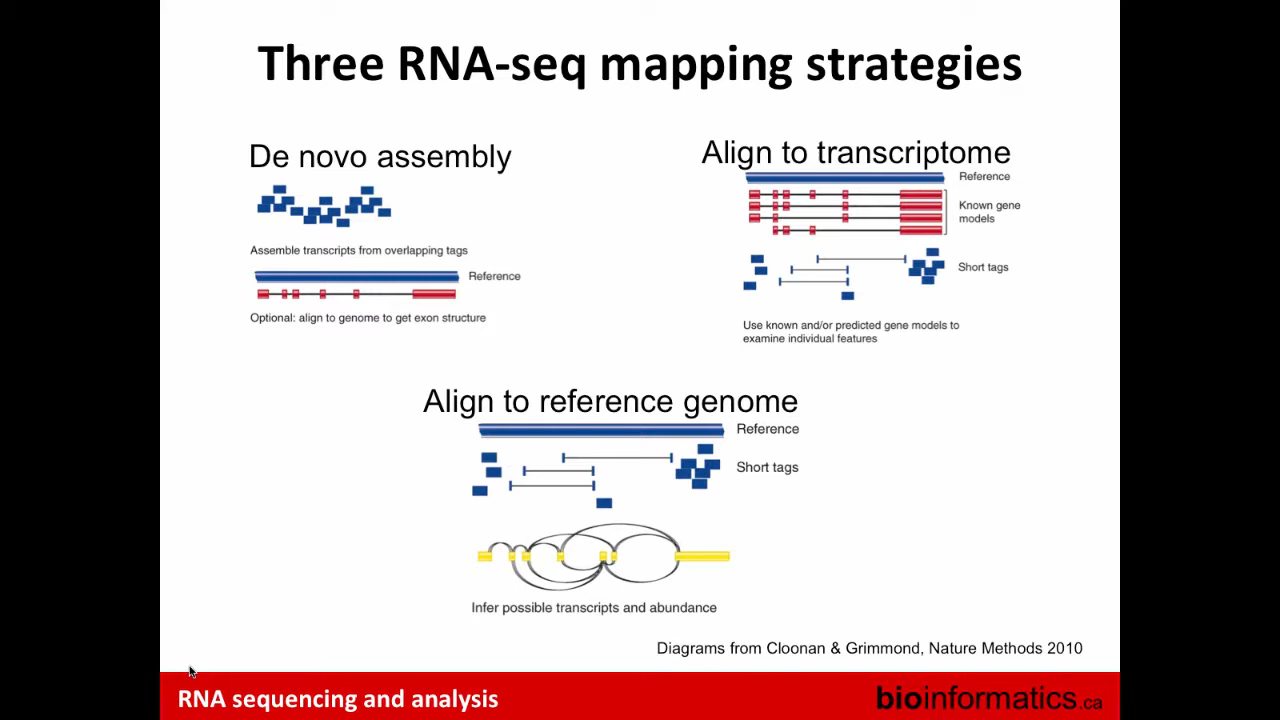 Three RNA-seq mapping strategies
De novo assembly
Assemble transcripts from overlapping tags
Reference
Optional: align to genome to get exon structure
Align to transcriptome
Reference
Known gene
models
Short tags
Use known and/or predicted gene models to
examine individual features
Align to reference genome
Reference
Short tags
Infer possible transcripts and abundance
Diagrams from Cloonan & Grimmond, Nature Methods 2010
RNA sequencing and analysis
bioinformatics.ca